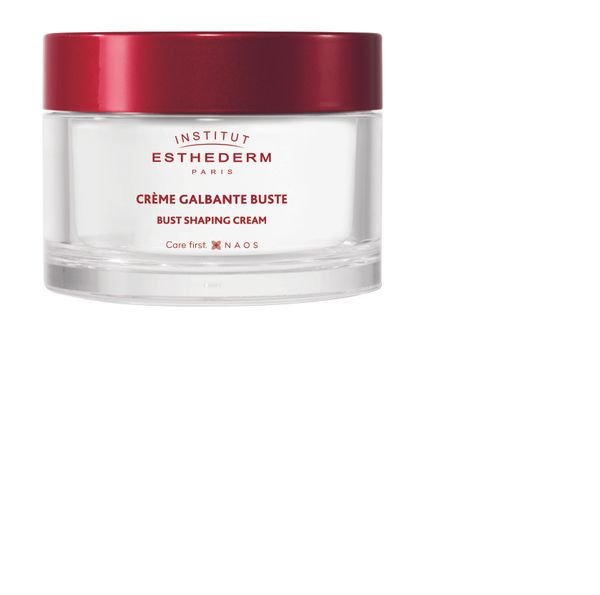 INSTITUT
ESTHEDERM
PARIS
CRÈME GALBANTE BUSTE
BUST SHAPING CREAM
Care first. NAOS